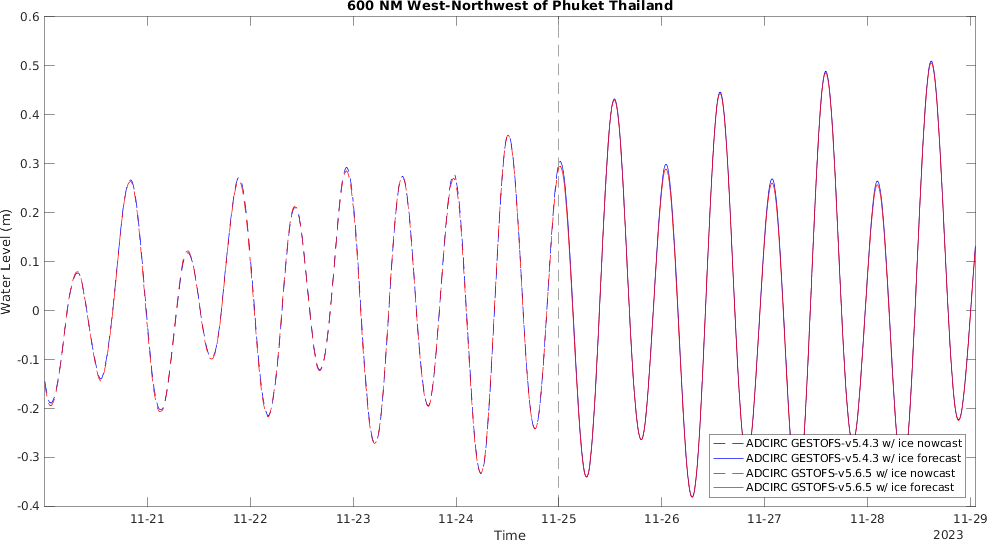 600 NM West-Northwest of Phuket Thailand
0.6
0.5
0.4
0.3
0.2
0.1
0
-0.1
-0.2
-0.3
-0.4
Water Level (m)
ADCIRC GESTOFS-v5.4.3 w/ ice nowcast
ADCIRC GESTOFS-v5.4.3 w/ ice forecast
ADCIRC GSTOFS-v5.6.5 w/ ice nowcast
ADCIRC GSTOFS-v5.6.5 w/ ice forecast
11-21 11-22 11-23 11-24 11-25 11-26 11-27 11-28 11-29
Time
2023